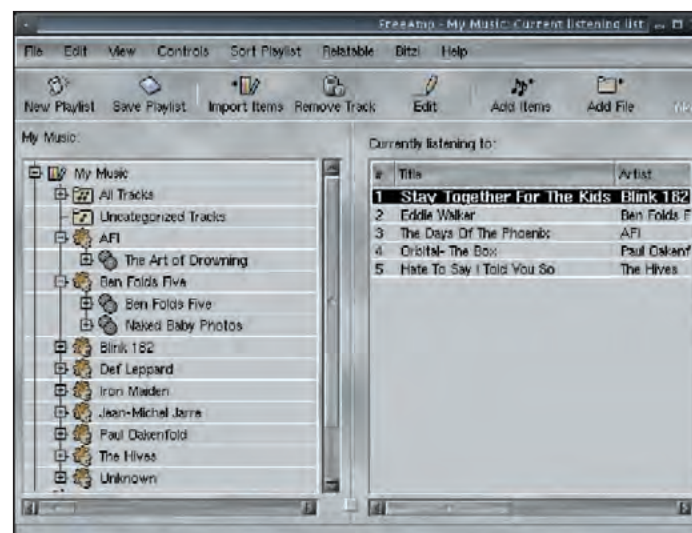 FreeAmp - My Music: Current listening list
File Edit View Controls Sort Playlist Relatable Bitzi Help
New Playlist Save Playlist Import Items Remove Track Edit Add Items Add File
My Music:
My Music
All Tracks
Uncategorized Tracks
AFI
The Art of Drowning
Ben Folds Five
Ben Folds Five
Naked Baby Photos
Blink 182
Def Leppard
Iron Maiden
Jean-Michel Jarre
Paul Oakenfold
The Hives
Unknown
Currently listening to:
# Title Artist
1 Stay Together For The Kids Blink 182
2 Eddie Walker Ben Folds F
3 The Days Of The Phoenix AFI
4 Orbital- The Box Paul Oakenf
5 Hate To Say I Told You So The Hives